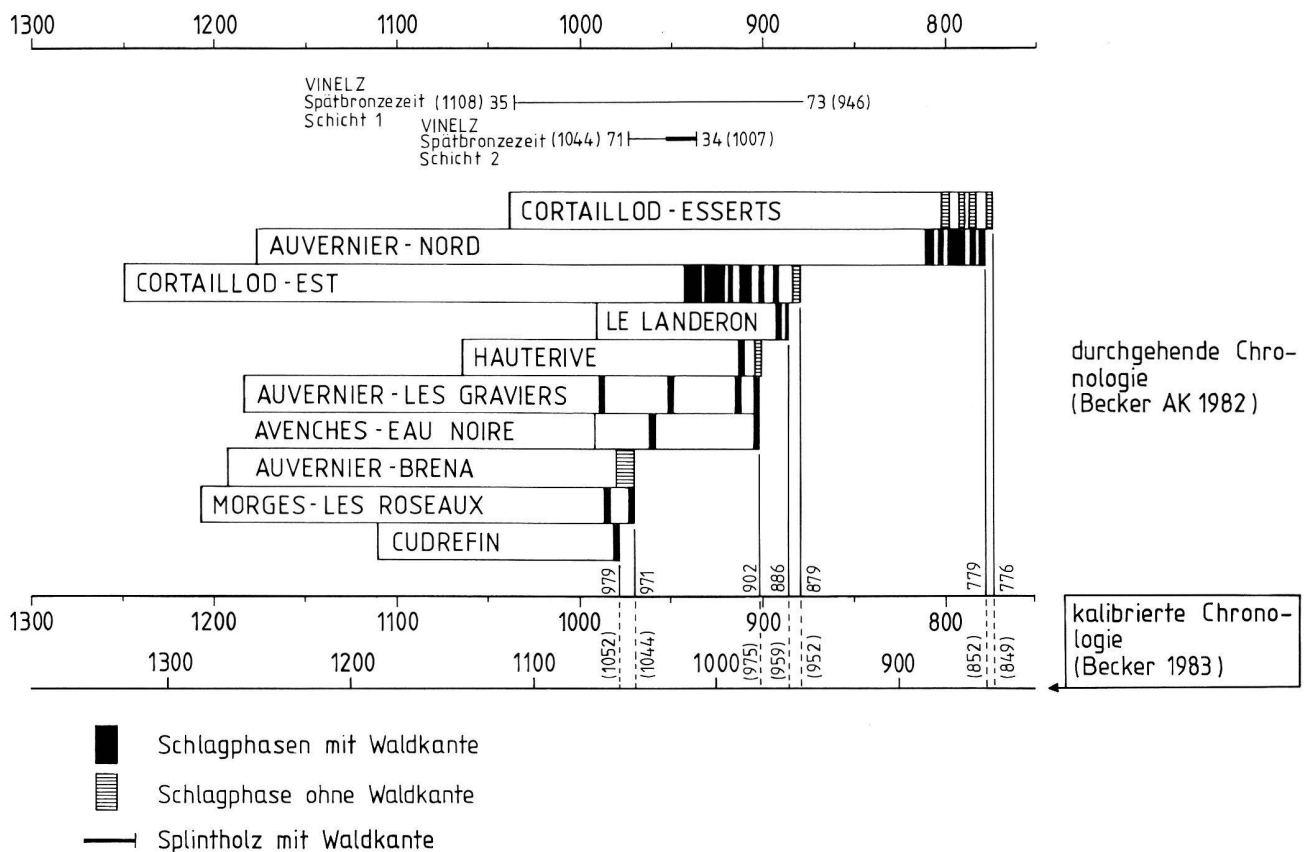 1300 1200 1100 1000 900 800
VINELZ
Spätbronzezeit (1108) 35 73 (946)
Schicht 1
VINELZ
Spätbronzezeit (1044) 71 34 (1007)
Schicht 2
CORTAILLOD-ESSERTS
AUVERNIER-NORD
CORTAILLOD-EST
LE LANDERON
HAUTERIVE
AUVERNIER-LES GRAVIERS
AVENCHES-EAU NOIRE
AUVERNIER-BRENA
MORGES-LES ROSEAUX
CUDREFIN
durchgehende Chro-
nologie
(Becker AK 1982)
979 971 902 886 879 779 776
1300 1200 1100 1000 900 800
(1052) (1044) (975) (959) (952) (852) (849)
1300 1200 1100 1000 900
kalibrierte Chrono-
logie
(Becker 1983)
Schlagphasen mit Waldkante
Schlagphase ohne Waldkante
Splintholz mit Waldkante